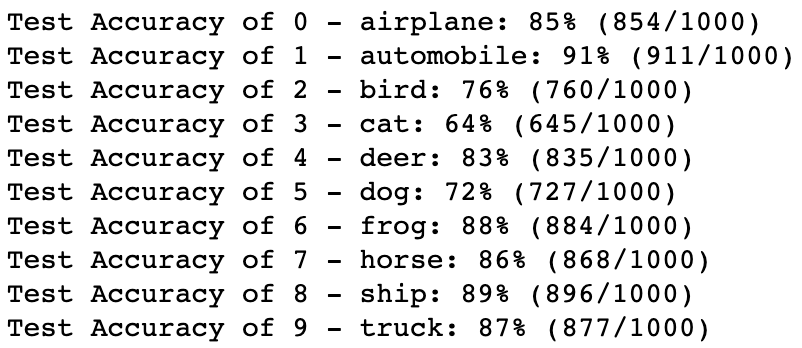 Test Accuracy of 0 - airplane: 85% (854/1000)
Test Accuracy of 1 - automobile: 91% (911/1000)
Test Accuracy of 2 - bird: 76% (760/1000)
Test Accuracy of 3 - cat: 64% (645/1000)
Test Accuracy of 4 - deer: 83% (835/1000)
Test Accuracy of 5 - dog: 72% (727/1000)
Test Accuracy of 6 - frog: 88% (884/1000)
Test Accuracy of 7 - horse: 86% (868/1000)
Test Accuracy of 8 - ship: 89% (896/1000)
Test Accuracy of 9 - truck: 87% (877/1000)